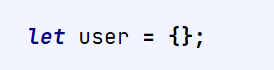 let user = {};